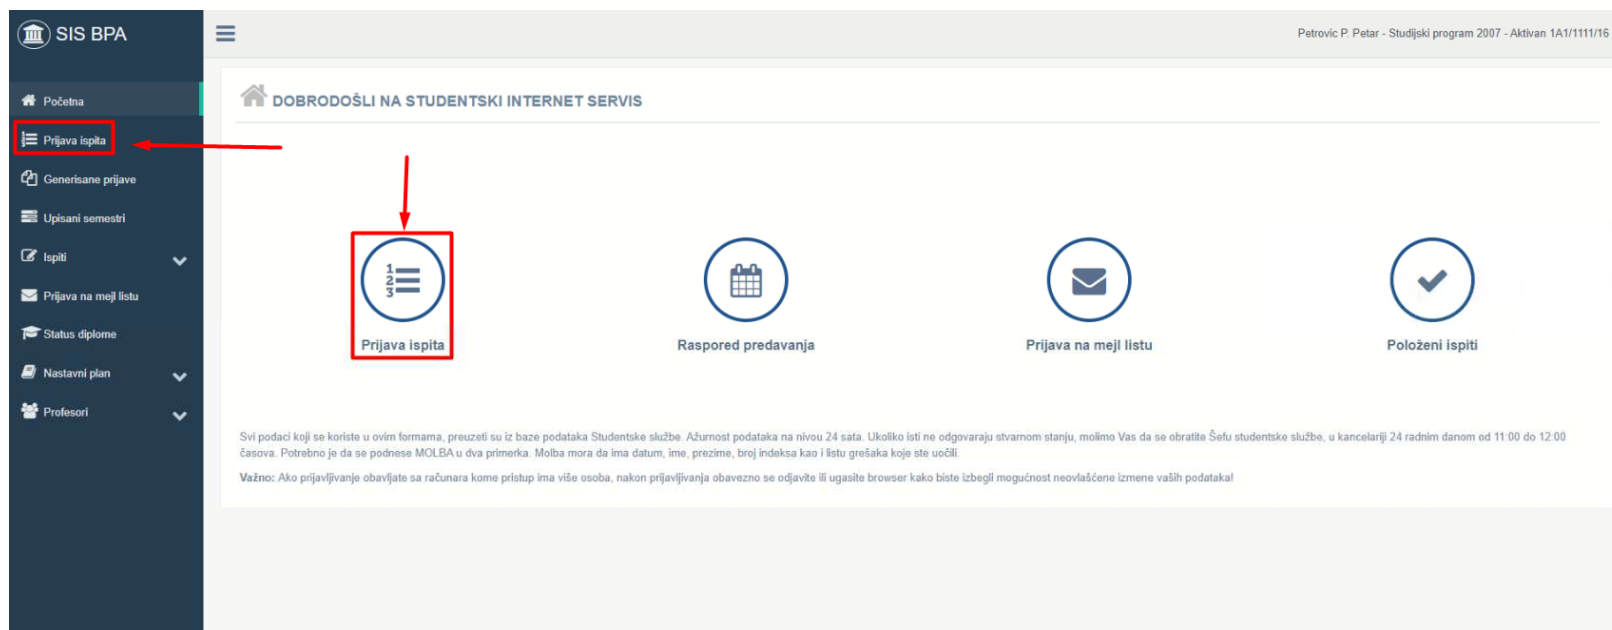 SIS BPA
Petrovic P. Petar - Studijski program 2007 - Aktivan 1A1/1111/16
Početna
Prijava ispita
Generisane prijave
Upisani semestri
Ispiti
Prijava na mejl listu
Status diplome
Nastavni plan
Profesori
DOBRODOŠLI NA STUDENTSKI INTERNET SERVIS
1
2
3
Prijava ispita
Raspored predavanja
Prijava na mejl listu
Položeni ispiti
Svi podaci koji se koriste u ovim formama, preuzeti su iz baze podataka Studentske službe. Ažurnost podataka na nivou 24 sata. Ukoliko isti ne odgovaraju stvarnom stanju, molimo Vas da se obratite Šefu studentske službe, u kancelariji 24 radnim danom od 11:00 do 12:00
časova. Potrebno je da se podnese MOLBA u dva primerka. Molba mora da ima datum, ime, prezime, broj indeksa kao i listu grešaka koje ste uočili.
Važno: Ako prijavljivanje obavljate sa računara kome pristup ima više osoba, nakon prijavljivanja obavezno se odjavite ili ugasite browser kako biste izbegli mogućnost neovlašćene izmene vaših podataka!